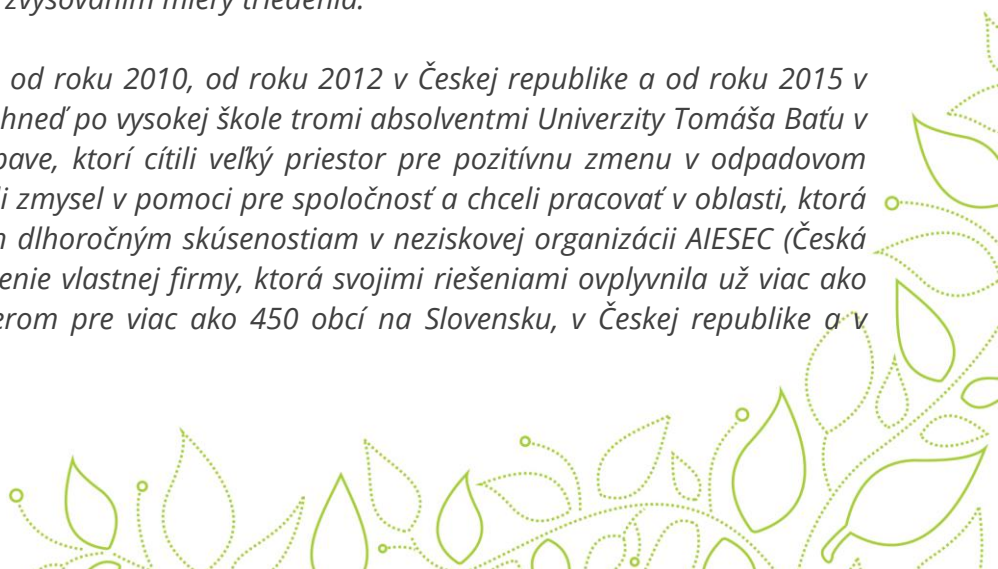 zvyšovaním miery triedenia.
od roku 2010, od roku 2012 v Českej republike a od roku 2015 v
hneď po vysokej škole tromi absolventmi Univerzity Tomáša Baťu v
ktorí cítili veľký priestor pre pozitívnu zmenu v odpadovom
zmysel v pomoci pre spoločnosť a chceli pracovať v oblasti, ktorá
dlhoročným skúsenostiam v neziskovej organizácii AIESEC (Česká
vlastnej firmy, ktorá svojimi riešeniami ovplyvnila už viac ako
pre viac ako 450 obcí na Slovensku, v Českej republike a v